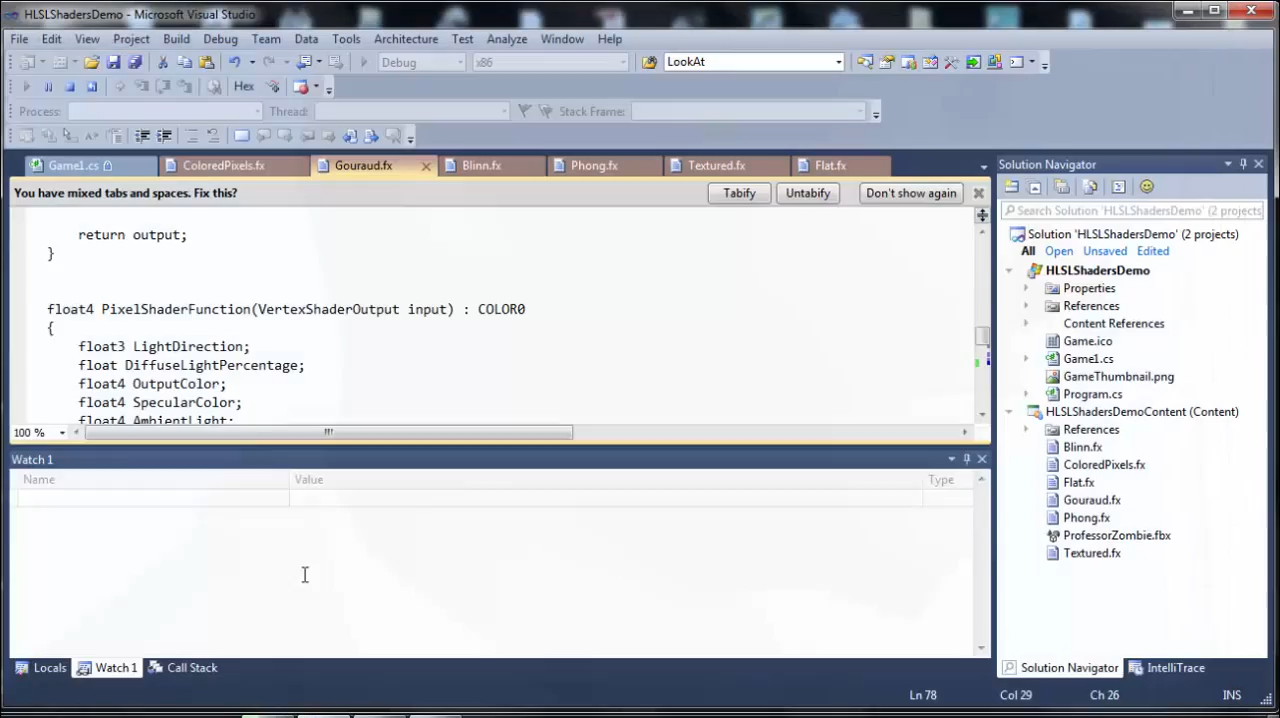 HLSLShadersDemo - Microsoft Visual Studio
File Edit View Project Build Debug Team Data Tools Architecture Test Analyze Window Help
Debug x86 LookAt
Hex
Process: Thread: Stack Frame:
Game1.cs ColoredPixels.fx Gouraud.fx Blinn.fx Phong.fx Textured.fx Flat.fx
You have mixed tabs and spaces. Fix this? Tabify Untabify Don't show again
return output;
}
float4 PixelShaderFunction(VertexShaderOutput input) : COLOR0
{
float3 LightDirection;
float DiffuseLightPercentage;
float4 OutputColor;
float4 SpecularColor;
float4 AmbientLight;
100 %
Watch 1
Name Value Type
Locals Watch 1 Call Stack
Solution Navigator
Search Solution 'HLSLShadersDemo' (2 projects
Solution 'HLSLShadersDemo' (2 projects)
All Open Unsaved Edited
HLSLShadersDemo
Properties
References
Content References
Game.ico
Game1.cs
GameThumbnail.png
Program.cs
HLSLShadersDemoContent (Content)
References
Blinn.fx
ColoredPixels.fx
Flat.fx
Gouraud.fx
Phong.fx
ProfessorZombie.fbx
Textured.fx
Solution Navigator IntelliTrace
Ln 78 Col 29 Ch 26 INS